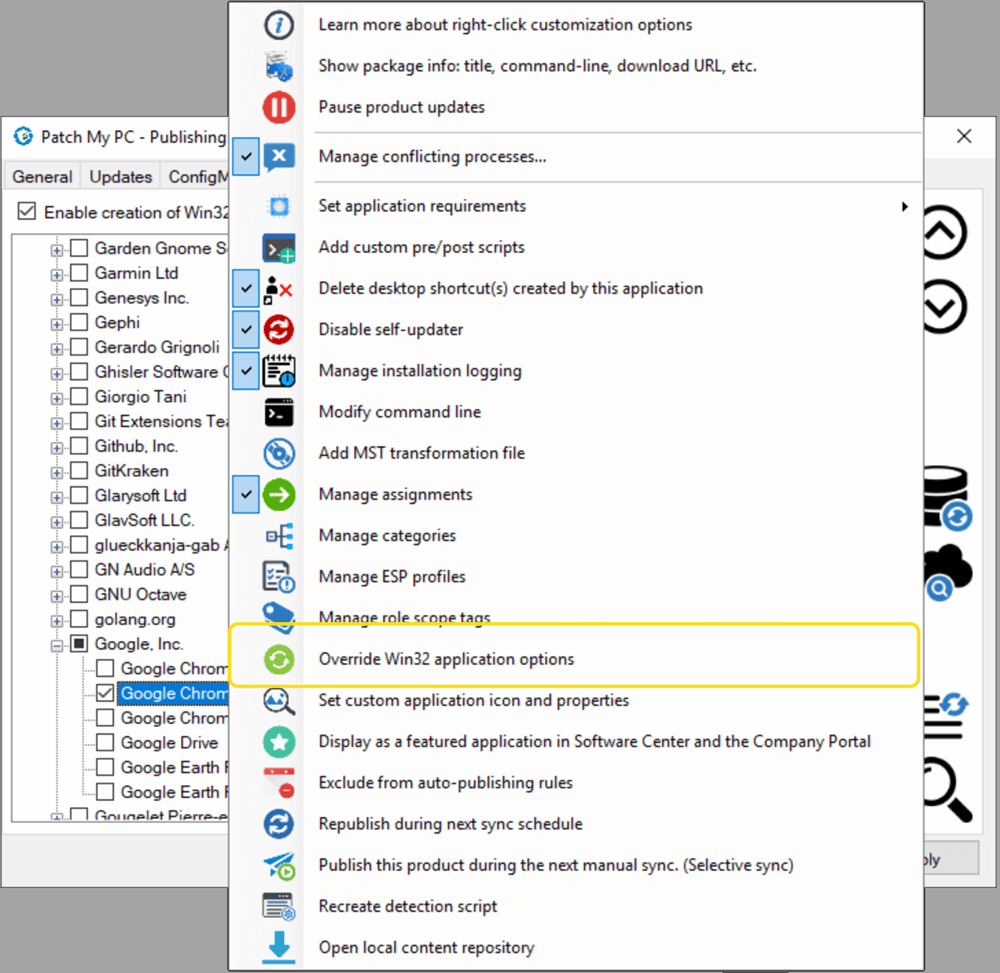 Learn more about right-click customization options
Show package info: title, command-line, download URL, etc.
Pause product updates
Patch My PC - Publishing
Manage conflicting processes...
General Updates ConfigM
Set application requirements
Enable creation of Win32
Add custom pre/post scripts
Garden Gnome S
Garmin Ltd
Delete desktop shortcut(s) created by this application
Genesys Inc.
Gephi
Disable self-updater
Gerardo Grignoli
Ghisler Software
Manage installation logging
Giorgio Tani
Modify command line
Git Extensions Tea
Github, Inc.
Add MST transformation file
GitKraken
Glarysoft Ltd
Manage assignments
GlavSoft LLC.
Manage categories
glueckkanja-gab
GN Audio A/S
Manage ESP profiles
GNU Octave
golang.org
Manage role scope tags
Google, Inc.
Override Win32 application options
Google Chrom
Google Chrom
Set custom application icon and properties
Google Chrom
Google Drive
Display as a featured application in Software Center and the Company Portal
Google Earth
Exclude from auto-publishing rules
Google Earth
Gougelet Pierre-e
Republish during next sync schedule
Publish this product during the next manual sync. (Selective sync)
ply
Recreate detection script
Open local content repository